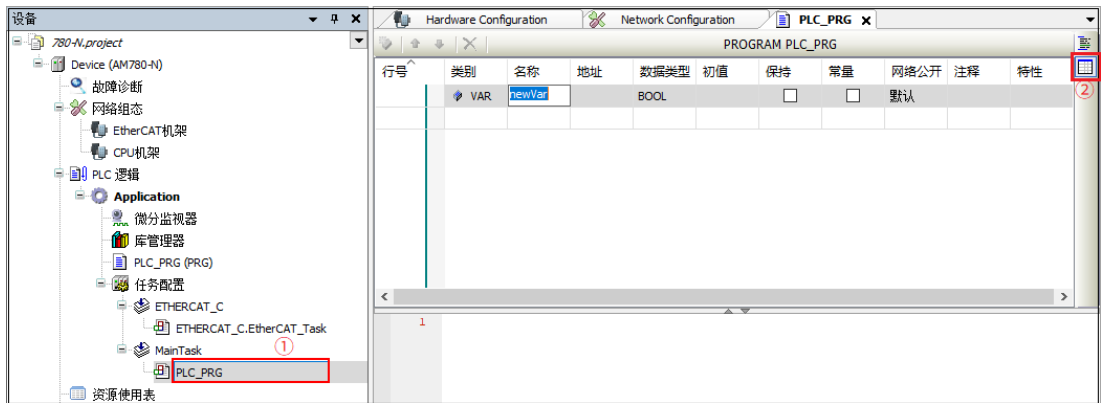 设备
780-N.project
Device (AM780-N)
故障诊断
网络组态
EtherCAT机架
CPU机架
PLC 逻辑
Application
微分监视器
库管理器
PLC_PRG (PRG)
任务配置
ETHERCAT_C
ETHERCAT_C.EtherCAT_Task
MainTask
①
PLC_PRG
资源使用表
Hardware Configuration Network Configuration PLC_PRG
PROGRAM PLC_PRG
行号 类别 名称 地址 数据类型 初值 保持 常量 网络公开 注释 特性
VAR newVar BOOL 默认
②
1